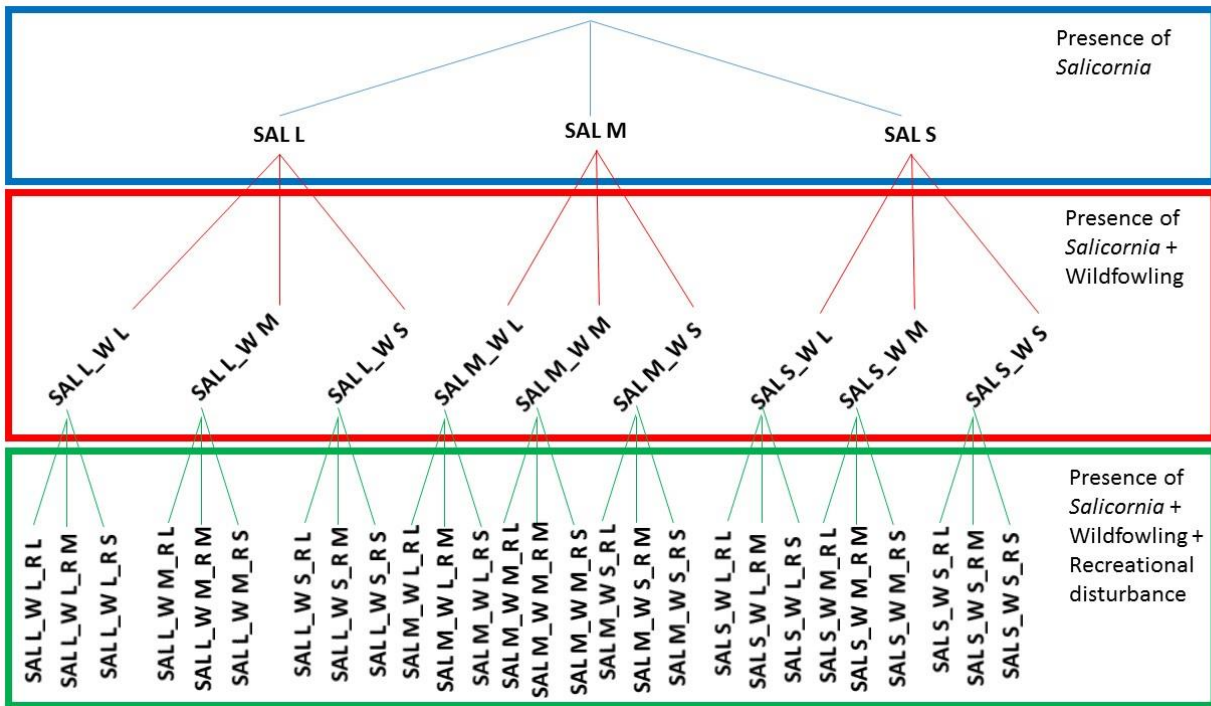 Presence of
Salicornia
SAL L
SAL M
SAL S
Presence of
Salicornia +
Wildfowling
SAL L_W L
SAL L_W M
SAL L_W S
SAL M_W L
SAL M_W M
SAL M_W S
SAL S_W L
SAL S_W M
SAL S_W S
Presence of
Salicornia +
Wildfowling +
Recreational
disturbance
SAL L_W L_R L
SAL L_W L_R M
SAL L_W L_R S
SAL L_W M_R L
SAL L_W M_R M
SAL L_W M_R S
SAL L_W S_R L
SAL L_W S_R M
SAL L_W S_R S
SAL M_W L_R L
SAL M_W L_R M
SAL M_W L_R S
SAL M_W M_R L
SAL M_W M_R M
SAL M_W M_R S
SAL M_W S_R L
SAL M_W S_R M
SAL M_W S_R S
SAL S_W L_R L
SAL S_W L_R M
SAL S_W L_R S
SAL S_W M_R L
SAL S_W M_R M
SAL S_W M_R S
SAL S_W S_R L
SAL S_W S_R M
SAL S_W S_R S